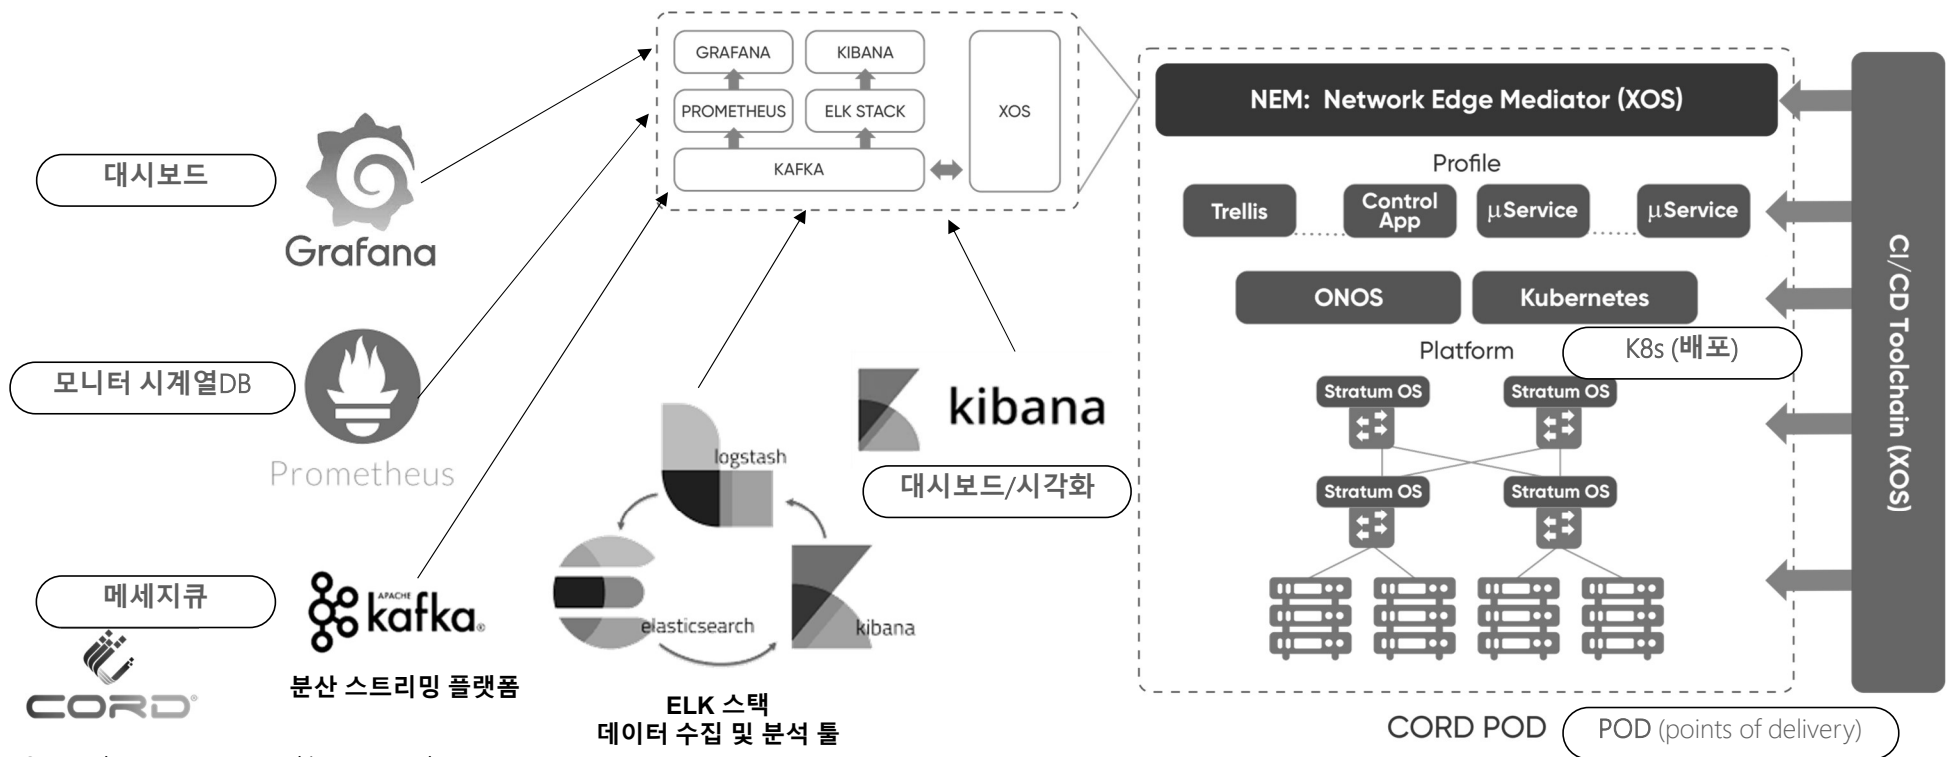 GRAFANA
KIBANA
PROMETHEUS
ELK STACK
XOS
KAFKA
NEM: Network Edge Mediator (XOS)
Profile
Trellis
Control
App
μService
μService
ONOS
Kubernetes
K8s (배포)
Platform
Stratum OS
Stratum OS
Stratum OS
Stratum OS
CI/CD Toolchain (XOS)
CORD POD
POD (points of delivery)
대시보드
Grafana
모니터 시계열DB
Prometheus
메세지큐
CORD
APACHE
kafka®
분산 스트리밍 플랫폼
logstash
elasticsearch
kibana
ELK 스택
데이터 수집 및 분석 툴
kibana
대시보드/시각화